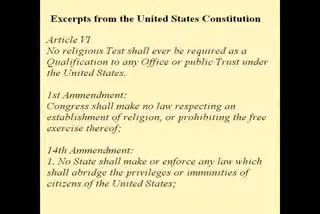 Excerpts from the United States Constitution
Article VI
No religious Test shall ever be required as a
Qualification to any Office or public Trust under
the United States.
1st Ammendment:
Congress shall make no law respecting an
establishment of religion, or prohibiting the free
exercise thereof;
14th Ammendment:
1. No State shall make or enforce any law which
shall abridge the privileges or immunities of
citizens of the United States;